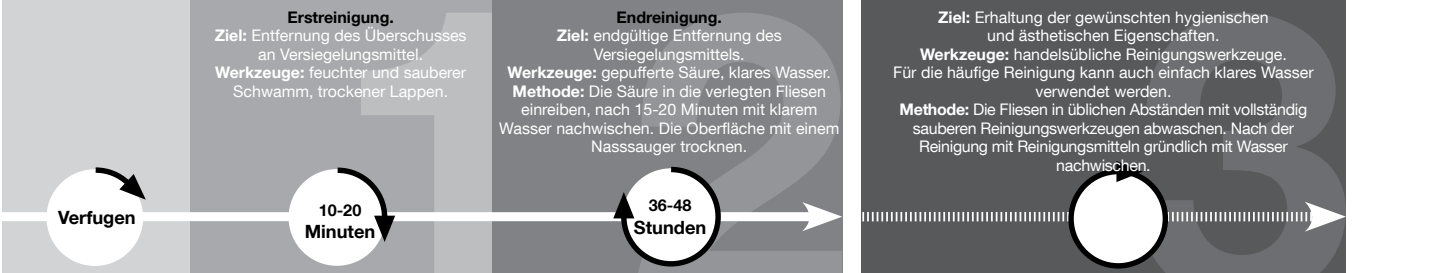 Verfugen
1
Erstreinigung.
Ziel: Entfernung des Überschusses
an Versiegelungsmittel.
Werkzeuge: feuchter und sauberer
Schwamm, trockener Lappen.
10-20
Minuten
2
Endreinigung.
Ziel: endgültige Entfernung des
Versiegelungsmittels.
Werkzeuge: gepufferte Säure, klares Wasser.
Methode: Die Säure in die verlegten Fliesen
einreiben, nach 15-20 Minuten mit klarem
Wasser nachwischen. Die Oberfläche mit einem
Nasssauger trocknen.
36-48
Stunden
3
Ziel: Erhaltung der gewünschten hygienischen
und ästhetischen Eigenschaften.
Werkzeuge: handelsübliche Reinigungswerkzeuge.
Für die häufige Reinigung kann auch einfach klares Wasser
verwendet werden.
Methode: Die Fliesen in üblichen Abständen mit vollständig
sauberen Reinigungswerkzeugen abwaschen. Nach der
Reinigung mit Reinigungsmitteln gründlich mit Wasser
nachwischen.